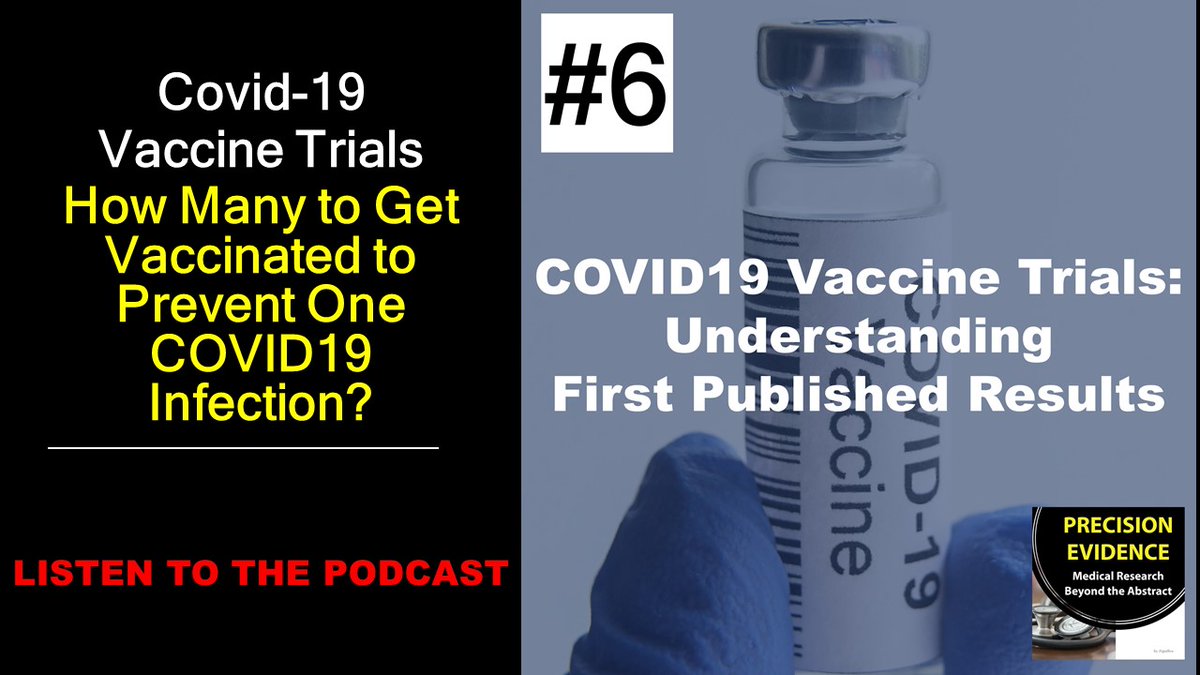 Covid-19
Vaccine Trials
How Many to Get
Vaccinated to
Prevent One
COVID19
Infection?
LISTEN TO THE PODCAST
#6
COVID19 Vaccine Trials:
Understanding
First Published Results
COVID-19
Vaccine
PRECISION
EVIDENCE
Medical Research
Beyond the Abstract